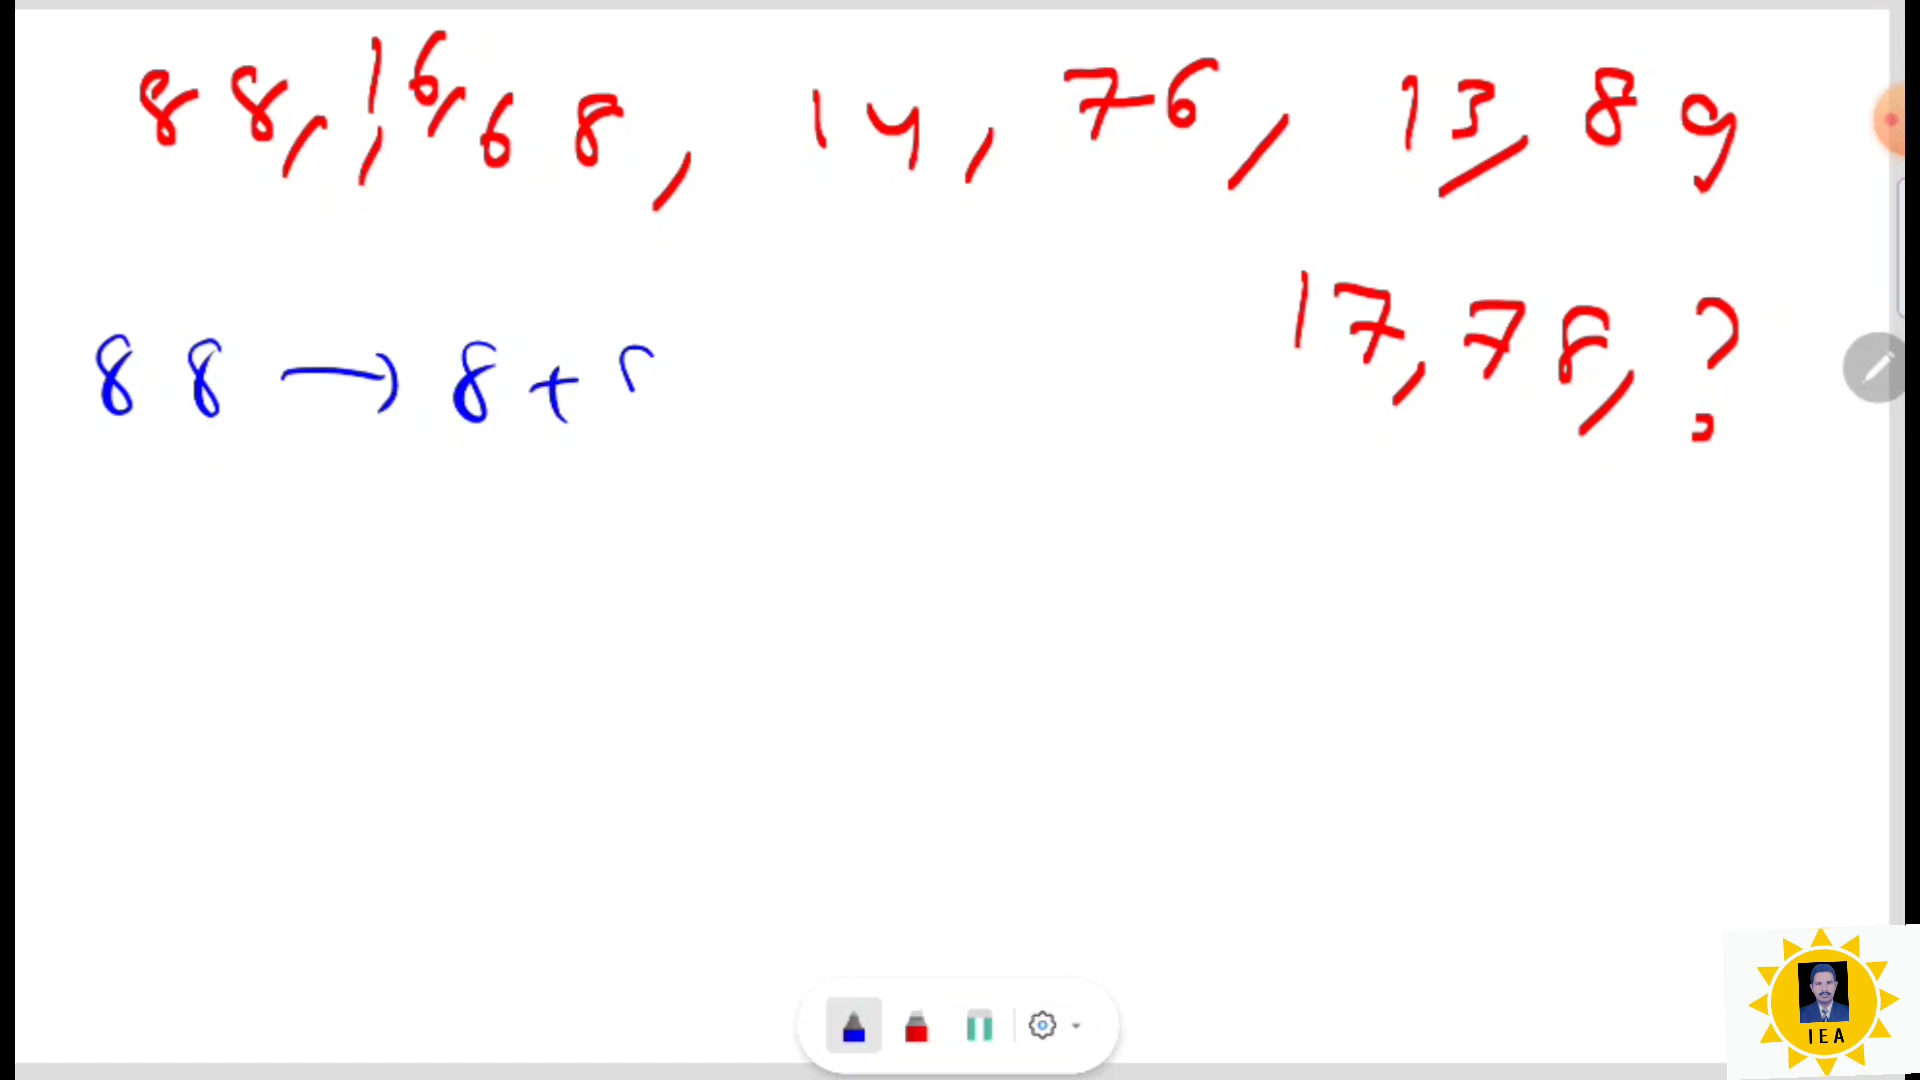 88, 16, 68, 14, 76, 13, 89
17, 78, ?
88 → 8 +
IEA